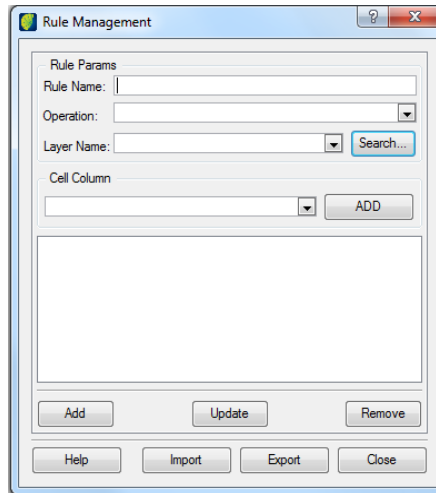 Rule Management
Rule Params
Rule Name:
Operation:
Layer Name:
Search...
Cell Column
ADD
Add Update Remove
Help Import Export Close